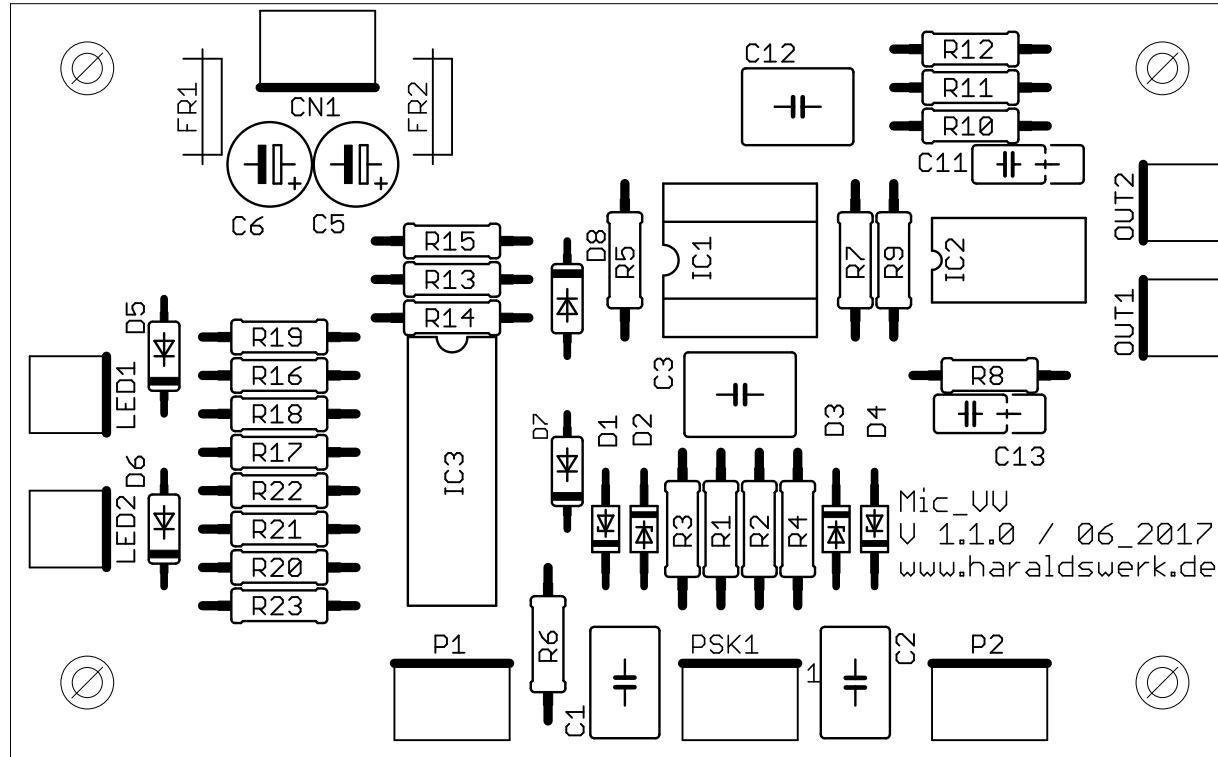 CN1
FR1
FR2
C12
R12
R11
R10
C11
C6
C5
OUT2
R15
R13
R14
D8
R5
IC1
R7
R9
IC2
OUT1
D5
R19
R16
R18
R17
R22
R21
R20
R23
LED1
D6
LED2
IC3
C3
R8
C13
D7
D1
D2
D3
D4
R3
R1
R2
R4
Mic_VV
V 1.1.0 / 06_2017
www.haraldswerk.de
P1
R6
C1
PSK1
1
C2
P2